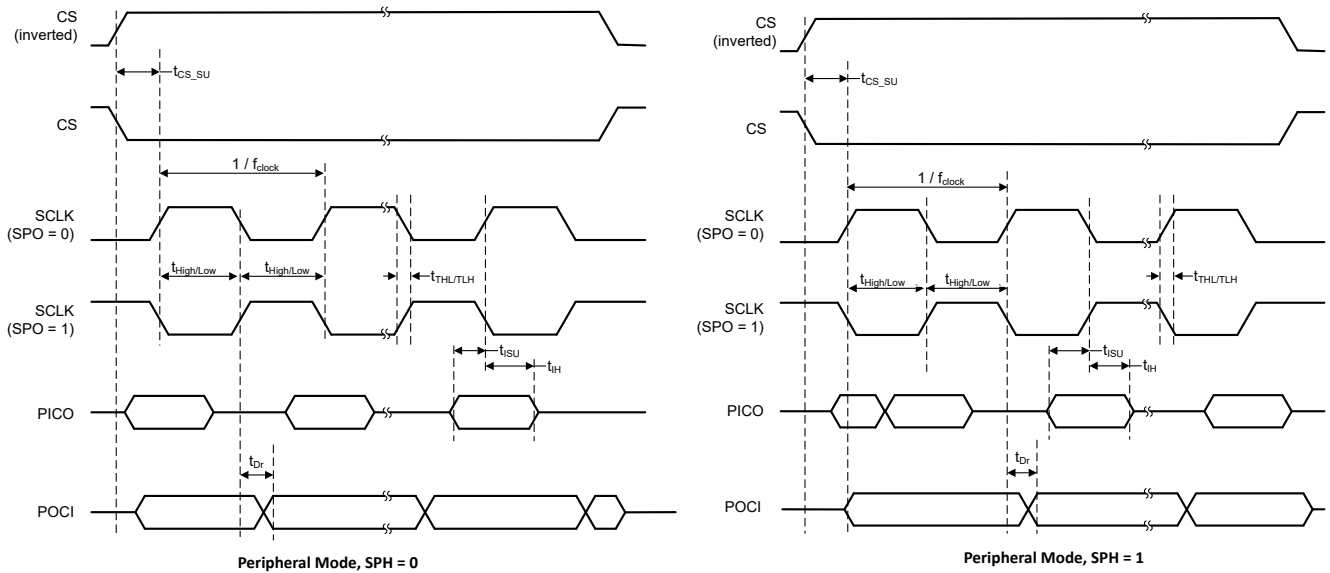 CS
(inverted)
t_CS_SU
CS
1 / f_clock
SCLK
(SPO = 0)
t_High/Low
t_High/Low
t_THL/TLH
SCLK
(SPO = 1)
t_ISU
t_IH
PICO
t_Dr
POCI
Peripheral Mode, SPH = 0
CS
(inverted)
t_CS_SU
CS
1 / f_clock
SCLK
(SPO = 0)
t_High/Low
t_High/Low
t_THL/TLH
SCLK
(SPO = 1)
t_ISU
t_IH
PICO
t_Dr
POCI
Peripheral Mode, SPH = 1